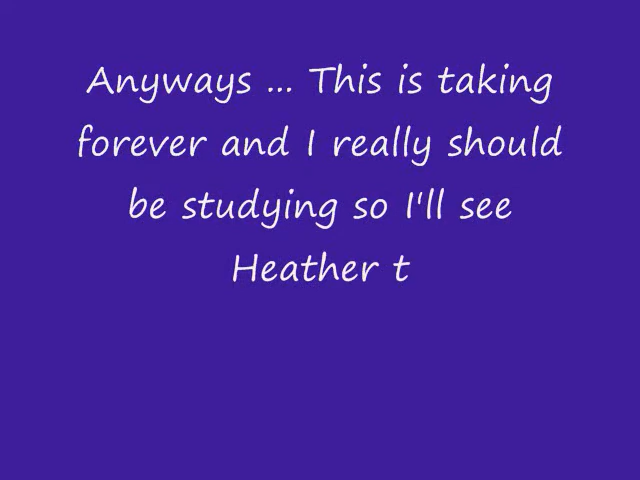 Anyways ... This is taking
forever and I really should
be studying so I'll see
Heather t